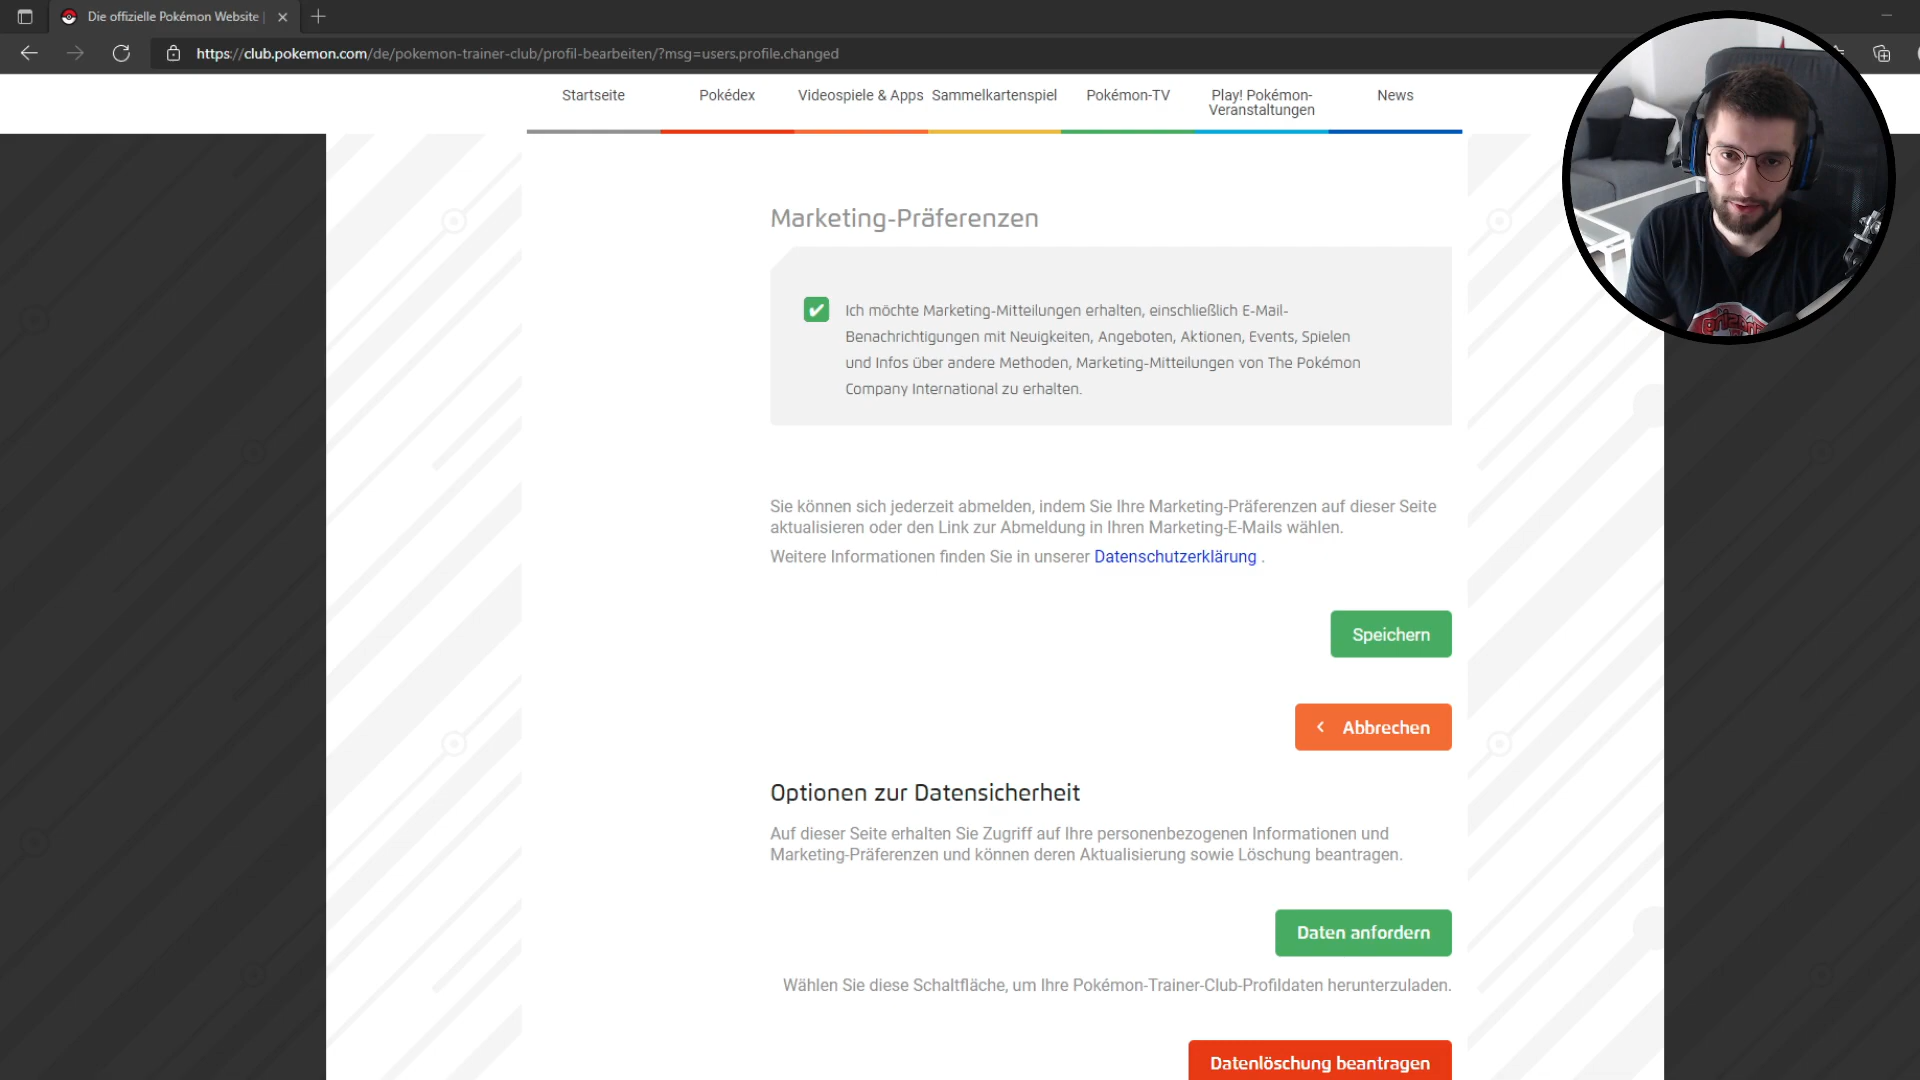 Die offizielle Pokémon Website |
https://club.pokemon.com/de/pokemon-trainer-club/profil-bearbeiten/?msg=users.profile.changed
Startseite
Pokédex
Videospiele & Apps
Sammelkartenspiel
Pokémon-TV
Play! Pokémon-
Veranstaltungen
News
Marketing-Präferenzen
Ich möchte Marketing-Mitteilungen erhalten, einschließlich E-Mail-
Benachrichtigungen mit Neuigkeiten, Angeboten, Aktionen, Events, Spielen
und Infos über andere Methoden, Marketing-Mitteilungen von The Pokémon
Company International zu erhalten.
Sie können sich jederzeit abmelden, indem Sie Ihre Marketing-Präferenzen auf dieser Seite
aktualisieren oder den Link zur Abmeldung in Ihren Marketing-E-Mails wählen.
Weitere Informationen finden Sie in unserer Datenschutzerklärung .
Speichern
Abbrechen
Optionen zur Datensicherheit
Auf dieser Seite erhalten Sie Zugriff auf Ihre personenbezogenen Informationen und
Marketing-Präferenzen und können deren Aktualisierung sowie Löschung beantragen.
Daten anfordern
Wählen Sie diese Schaltfläche, um Ihre Pokémon-Trainer-Club-Profildaten herunterzuladen.
Datenlöschung beantragen